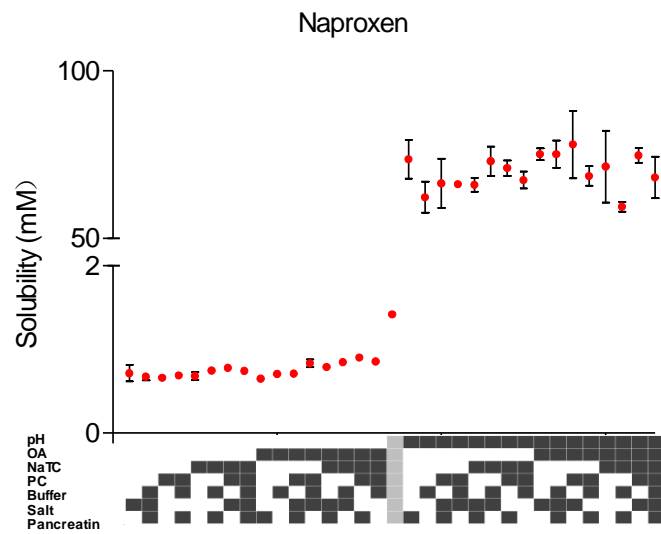 Naproxen
100
50
2
0
Solubility (mM)
pH
OA
NaTC
PC
Buffer
Salt
Pancreatin